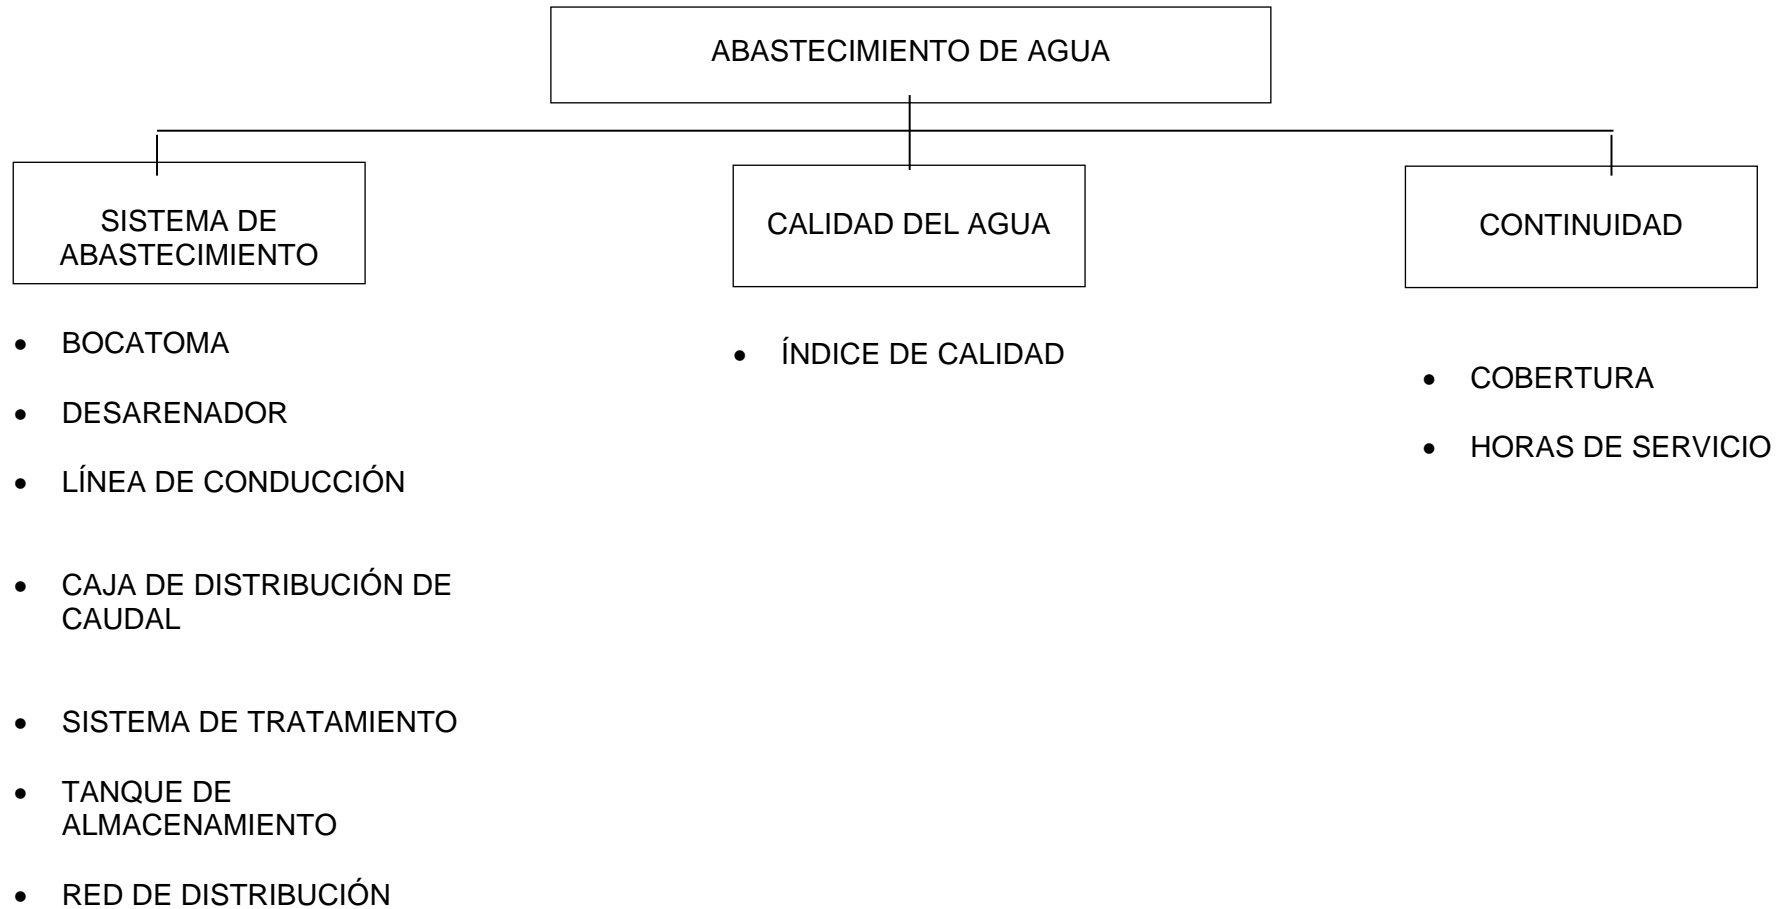 ABASTECIMIENTO DE AGUA
SISTEMA DE
ABASTECIMIENTO
CALIDAD DEL AGUA
CONTINUIDAD
• BOCATOMA
• DESARENADOR
• LÍNEA DE CONDUCCIÓN
• CAJA DE DISTRIBUCIÓN DE
CAUDAL
• SISTEMA DE TRATAMIENTO
• TANQUE DE
ALMACENAMIENTO
• RED DE DISTRIBUCIÓN
• ÍNDICE DE CALIDAD
• COBERTURA
• HORAS DE SERVICIO